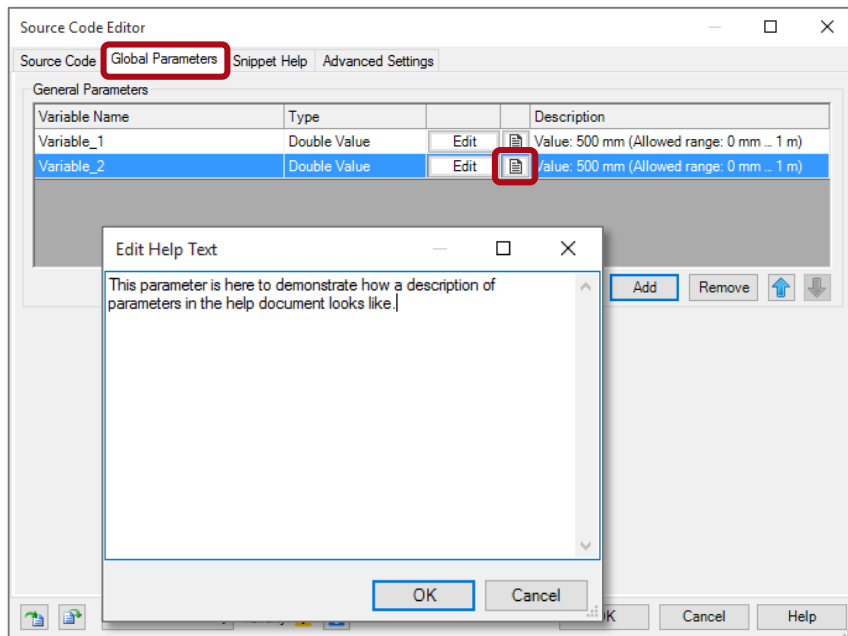 Source Code Editor
Source Code Global Parameters Snippet Help Advanced Settings
General Parameters
Variable Name Type Description
Variable_1 Double Value Edit Value: 500 mm (Allowed range: 0 mm ... 1 m)
Variable_2 Double Value Edit Value: 500 mm (Allowed range: 0 mm ... 1 m)
Edit Help Text
This parameter is here to demonstrate how a description of
parameters in the help document looks like.
Add Remove
OK Cancel
Cancel Help